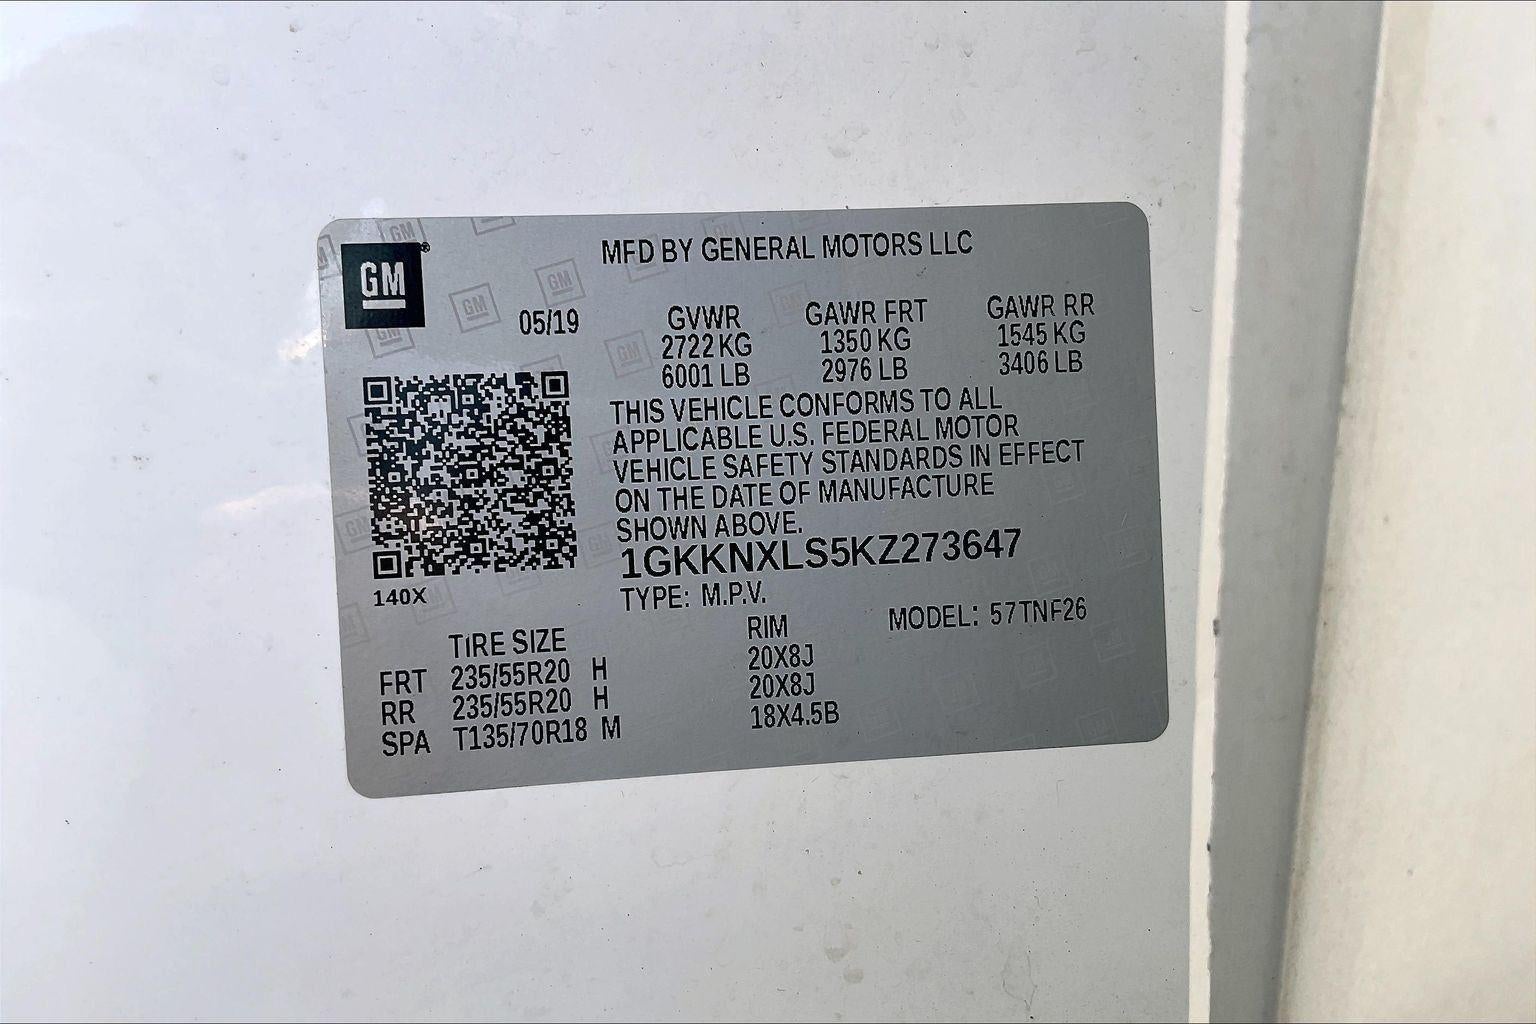 GM
®
MFD BY GENERAL MOTORS LLC
05/19
GVWR GAWR FRT GAWR RR
2722 KG 1350 KG 1545 KG
6001 LB 2976 LB 3406 LB
THIS VEHICLE CONFORMS TO ALL
APPLICABLE U.S. FEDERAL MOTOR
VEHICLE SAFETY STANDARDS IN EFFECT
ON THE DATE OF MANUFACTURE
SHOWN ABOVE.
1GKKNXLS5KZ273647
140X
TYPE: M.P.V. MODEL: 57TNF26
TIRE SIZE RIM
FRT 235/55R20 H 20X8J
RR 235/55R20 H 20X8J
SPA T135/70R18 M 18X4.5B